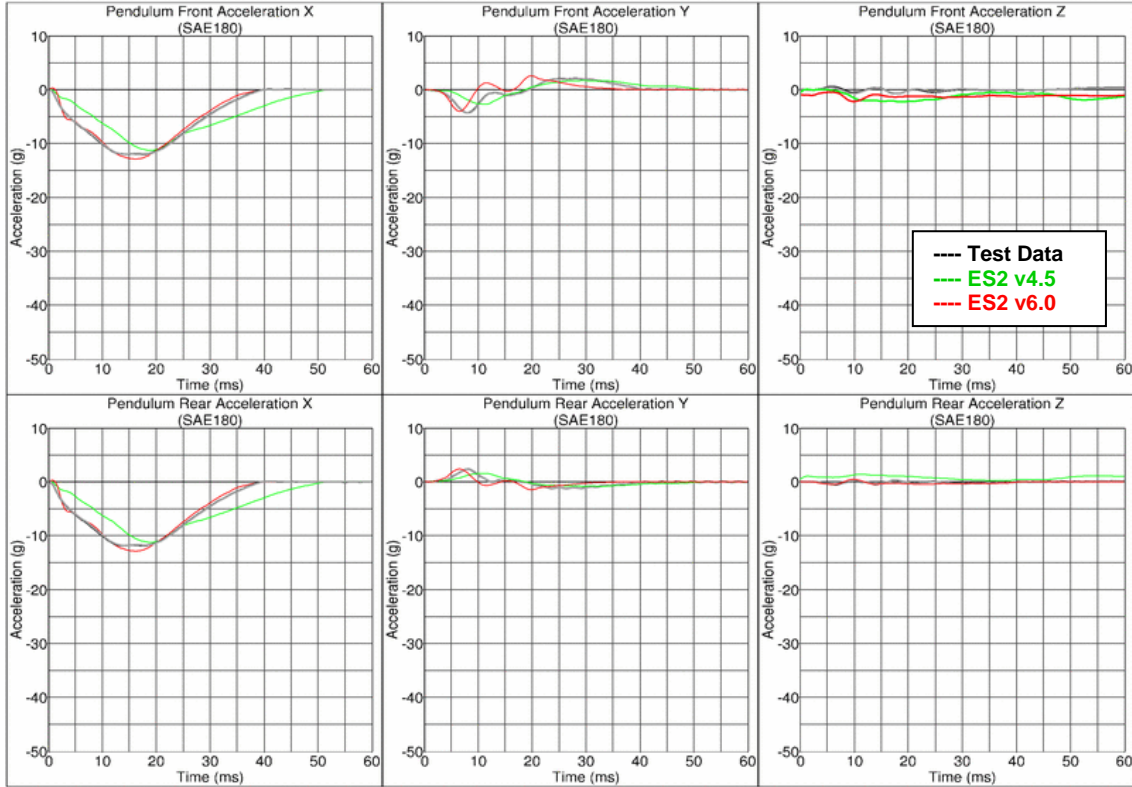 Pendulum Front Acceleration X
(SAE180)
10
0
-10
-20
-30
-40
-50
Acceleration (g)
0 10 20 30 40 50 60
Time (ms)
Pendulum Front Acceleration Y
(SAE180)
10
0
-10
-20
-30
-40
-50
Acceleration (g)
0 10 20 30 40 50 60
Time (ms)
Pendulum Front Acceleration Z
(SAE180)
10
0
-10
-20
-30
-40
-50
Acceleration (g)
0 10 20 30 40 50 60
Time (ms)
---- Test Data
---- ES2 v4.5
---- ES2 v6.0
Pendulum Rear Acceleration X
(SAE180)
10
0
-10
-20
-30
-40
-50
Acceleration (g)
0 10 20 30 40 50 60
Time (ms)
Pendulum Rear Acceleration Y
(SAE180)
10
0
-10
-20
-30
-40
-50
Acceleration (g)
0 10 20 30 40 50 60
Time (ms)
Pendulum Rear Acceleration Z
(SAE180)
10
0
-10
-20
-30
-40
-50
Acceleration (g)
0 10 20 30 40 50 60
Time (ms)